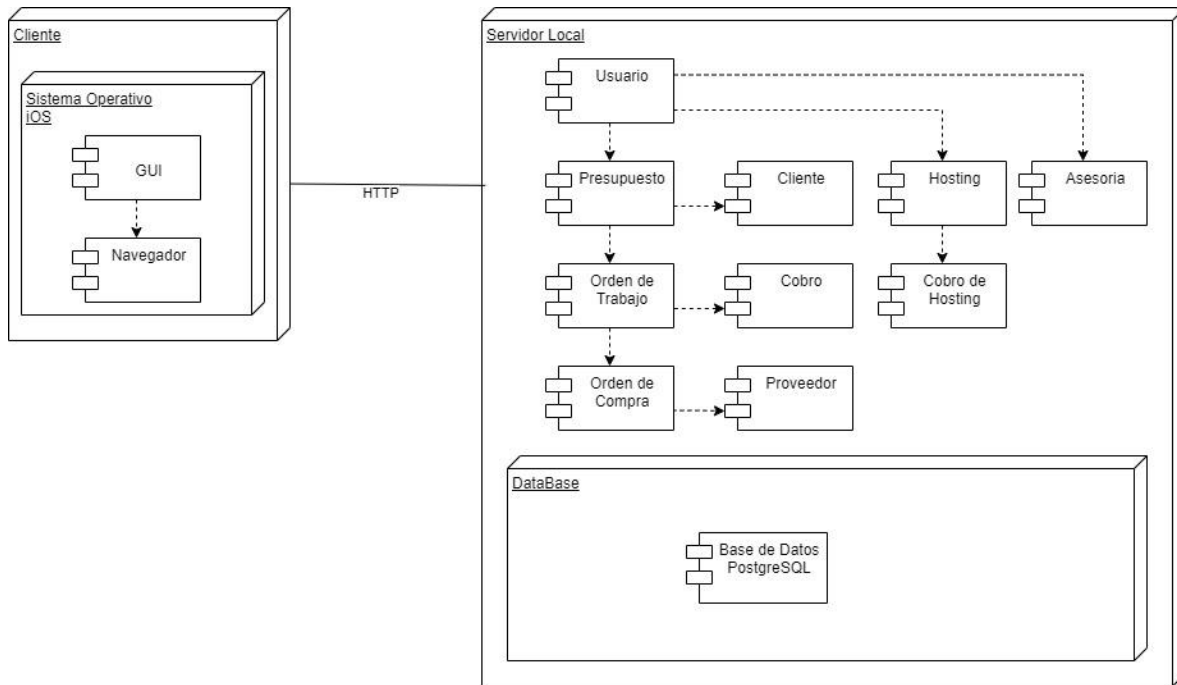 Cliente
Sistema Operativo
iOS
GUI
Navegador
HTTP
Servidor Local
Usuario
Presupuesto
Cliente
Hosting
Asesoria
Orden de
Trabajo
Cobro
Cobro de
Hosting
Orden de
Compra
Proveedor
DataBase
Base de Datos
PostgreSQL